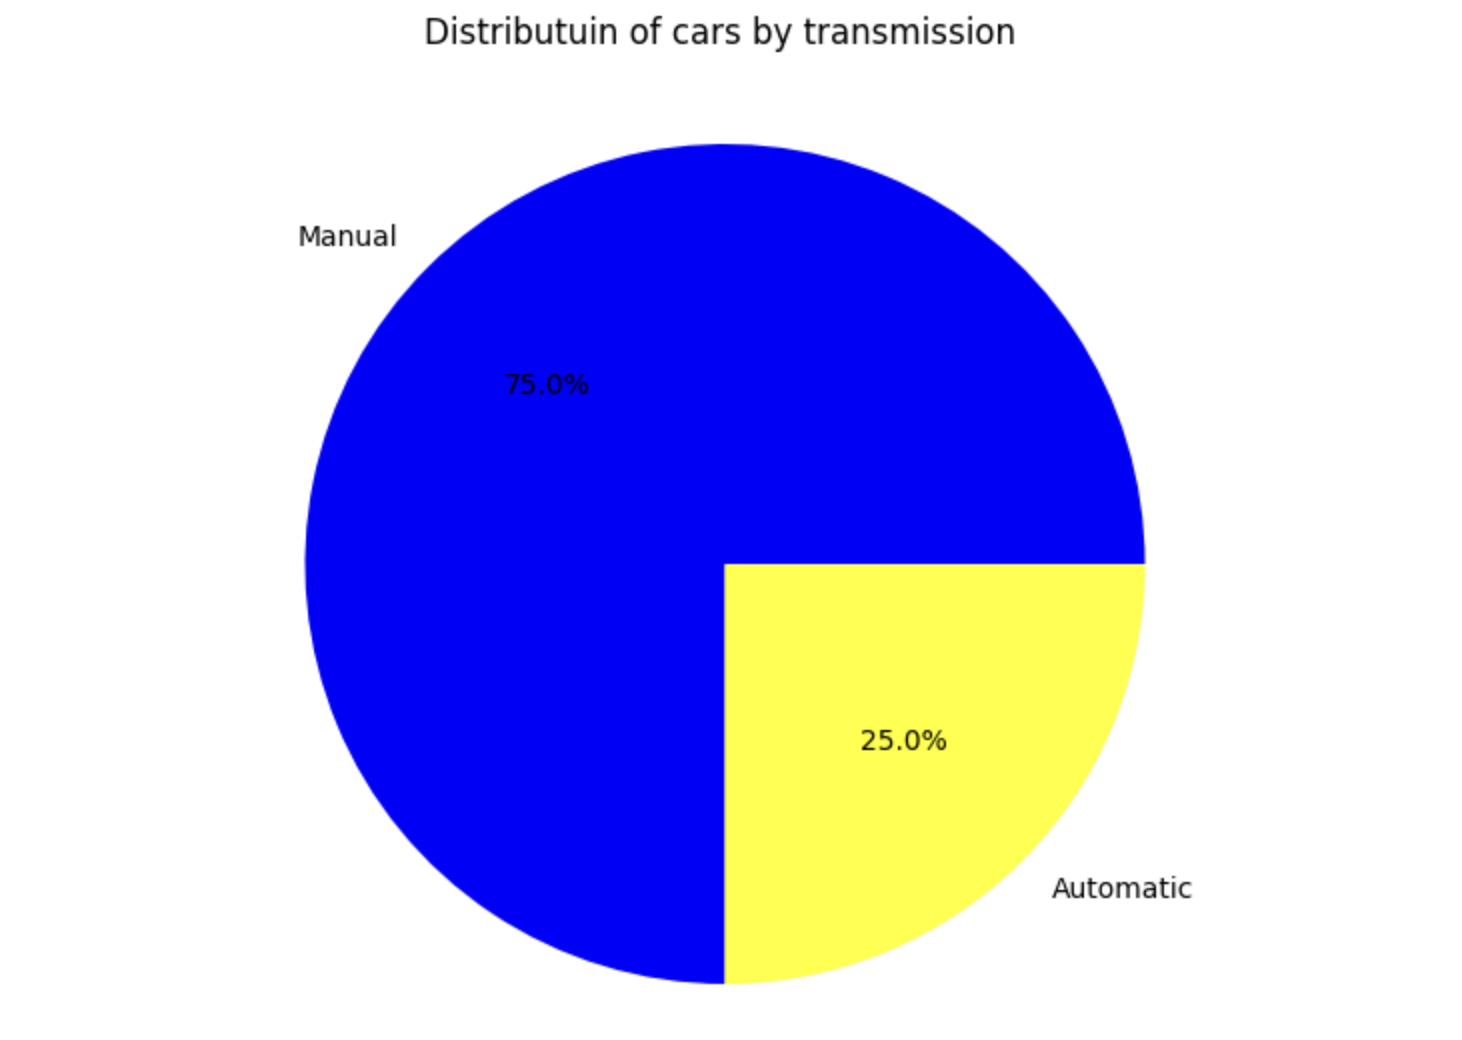 Distributuin of cars by transmission
Manual
75.0%
25.0%
Automatic